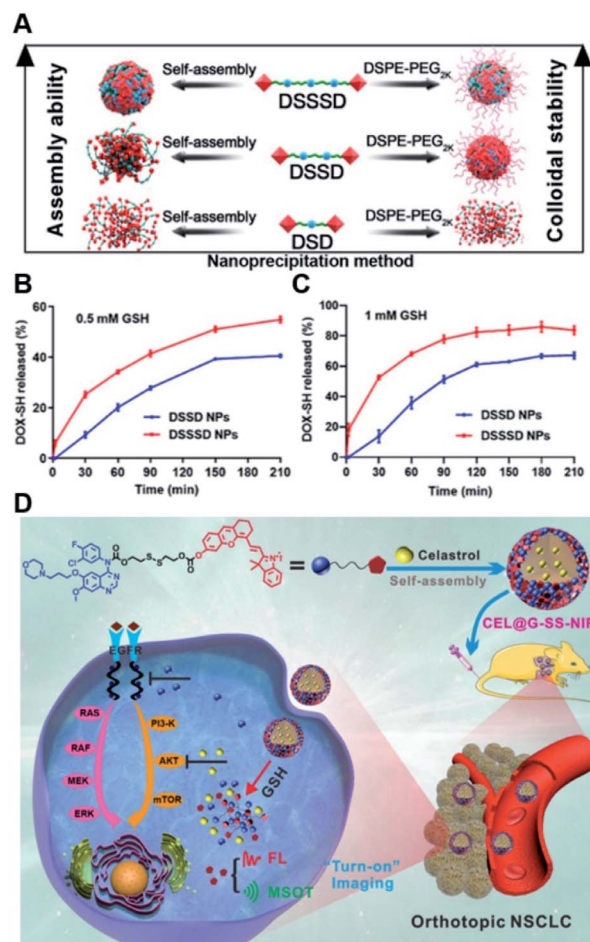 A
Assembly ability
Self-assembly
DSSSD
DSPE-PEG2K
Self-assembly
DSSD
DSPE-PEG2K
Self-assembly
DSD
DSPE-PEG2K
Colloidal stability
Nanoprecipitation method
B
0.5 mM GSH
DOX-SH released (%)
60
40
20
0
DSSD NPs
DSSSD NPs
0 30 60 90 120 150 180 210
Time (min)
C
1 mM GSH
DOX-SH released (%)
100
80
60
40
20
0
DSSD NPs
DSSSD NPs
0 30 60 90 120 150 180 210
Time (min)
D
F
Cl
N
O
O
S
S
O
O
O
O
N
O
O
N
N
=
Celastrol
Self-assembly
CEL@G-SS-NIR
EGFR
RAS
RAF
MEK
ERK
PI3-K
AKT
mTOR
GSH
FL
MSOT
"Turn-on"
Imaging
Orthotopic NSCLC